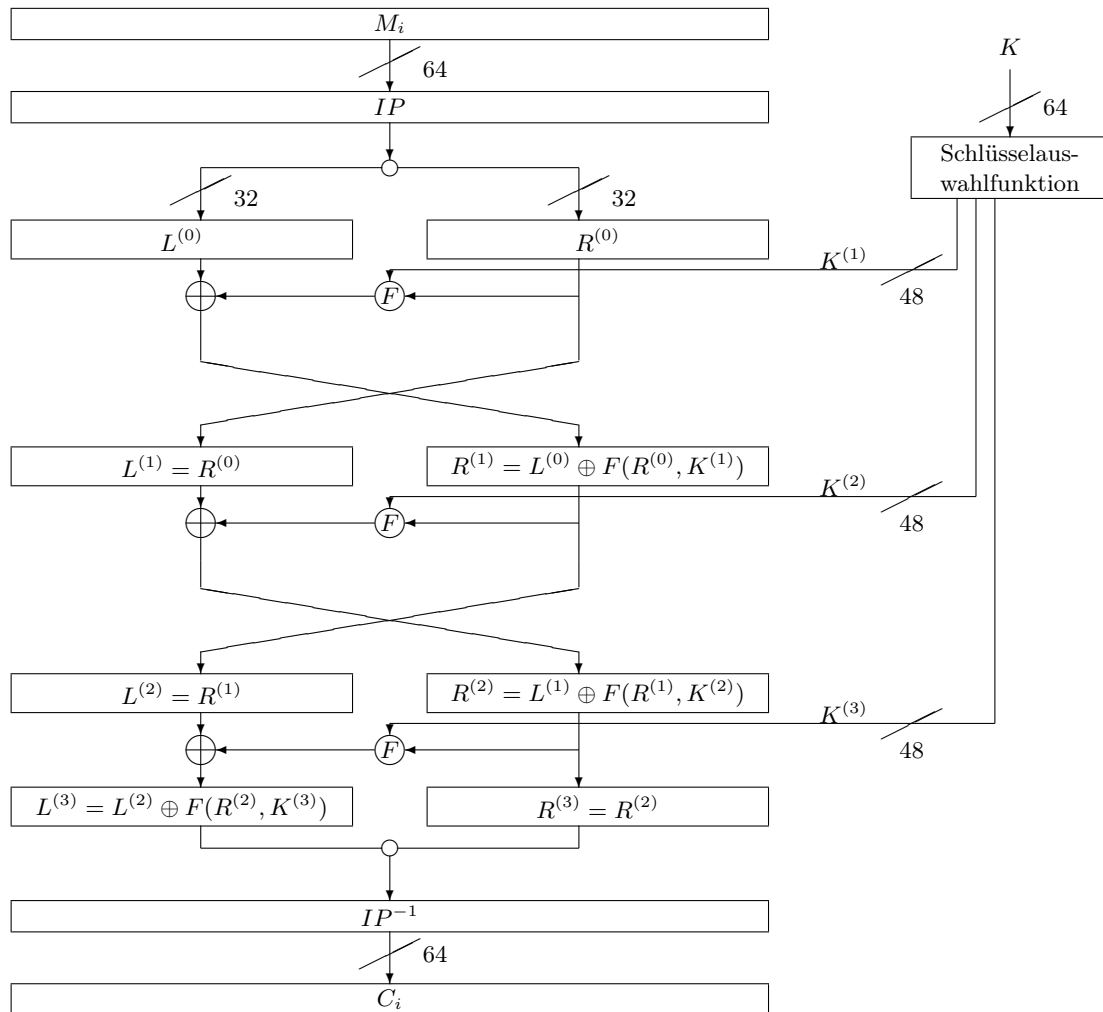 M_i
K
64
IP
64
Schlüsselaus-
wahlfunktion
32 32
L^{(0)} R^{(0)}
K^{(1)}
F
48
L^{(1)} = R^{(0)} R^{(1)} = L^{(0)} ⊕ F(R^{(0)}, K^{(1)})
K^{(2)}
F
48
L^{(2)} = R^{(1)} R^{(2)} = L^{(1)} ⊕ F(R^{(1)}, K^{(2)})
K^{(3)}
F
48
L^{(3)} = L^{(2)} ⊕ F(R^{(2)}, K^{(3)}) R^{(3)} = R^{(2)}
IP^{-1}
64
C_i